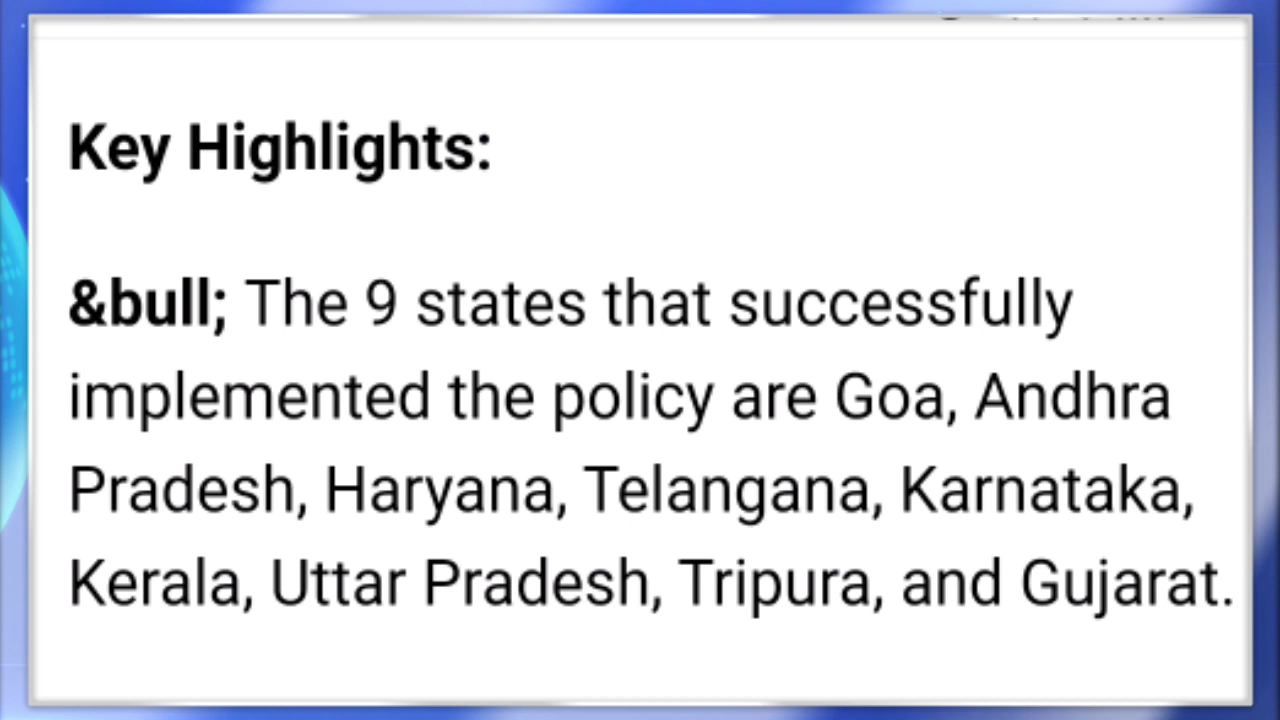 Key Highlights:
&bull; The 9 states that successfully
implemented the policy are Goa, Andhra
Pradesh, Haryana, Telangana, Karnataka,
Kerala, Uttar Pradesh, Tripura, and Gujarat.